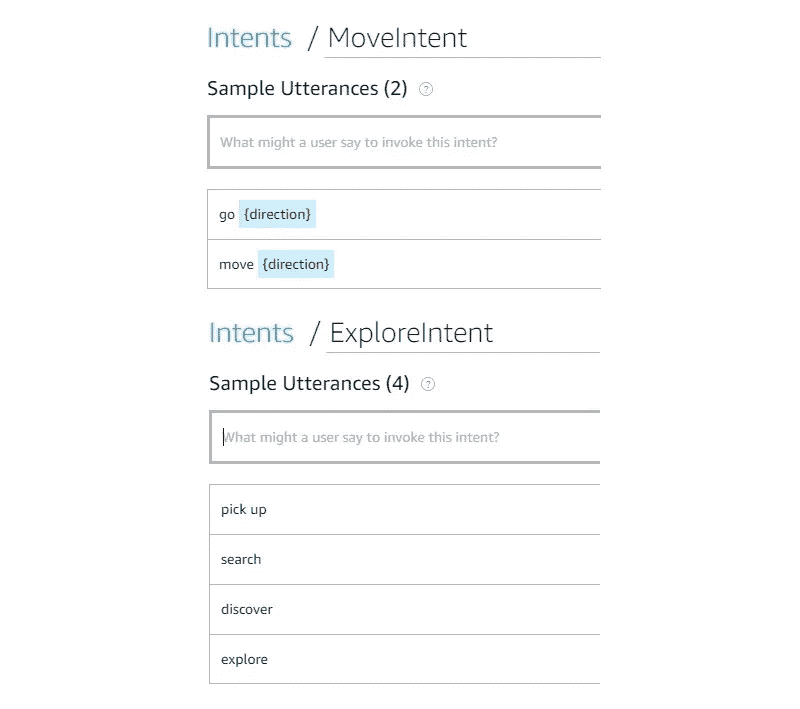 Intents / MoveIntent
Sample Utterances (2) ?
What might a user say to invoke this intent?
go {direction}
move {direction}
Intents / ExploreIntent
Sample Utterances (4) ?
What might a user say to invoke this intent?
pick up
search
discover
explore